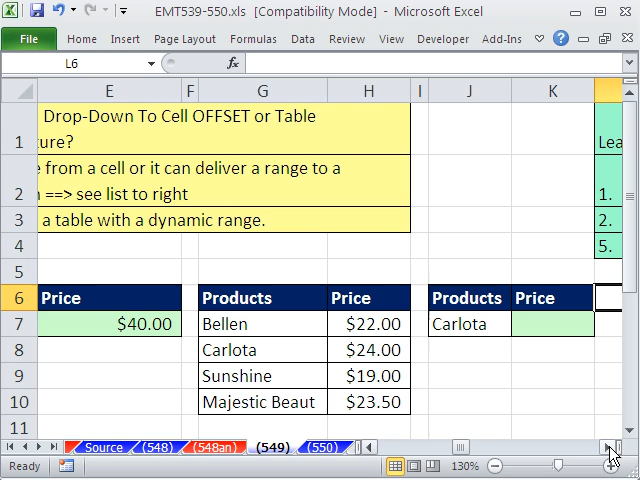 EMT539-550.xls [Compatibility Mode] - Microsoft Excel
File Home Insert Page Layout Formulas Data Review View Developer Add-Ins
L6 fx
E F G H I J K
Drop-Down To Cell OFFSET or Table
1 ture? Lea
e from a cell or it can deliver a range to a
2 ==> see list to right 1.
3 a table with a dynamic range. 2.
4 5.
5
6 Price Products Price Products Price
7 $40.00 Bellen $22.00 Carlota
8 Carlota $24.00
9 Sunshine $19.00
10 Majestic Beaut $23.50
11
Source (548) (548an) (549) (550)
Ready 130%